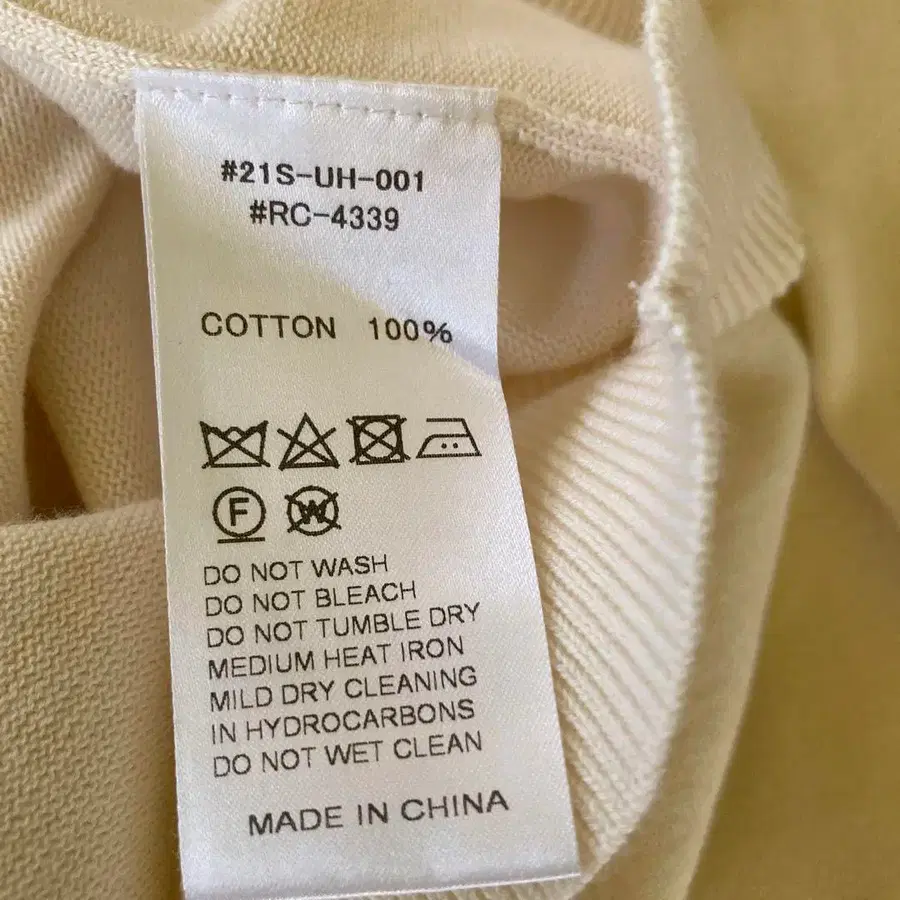 #21S-UH-001
#RC-4339
COTTON 100%
F W
DO NOT WASH
DO NOT BLEACH
DO NOT TUMBLE DRY
MEDIUM HEAT IRON
MILD DRY CLEANING
IN HYDROCARBONS
DO NOT WET CLEAN
MADE IN CHINA